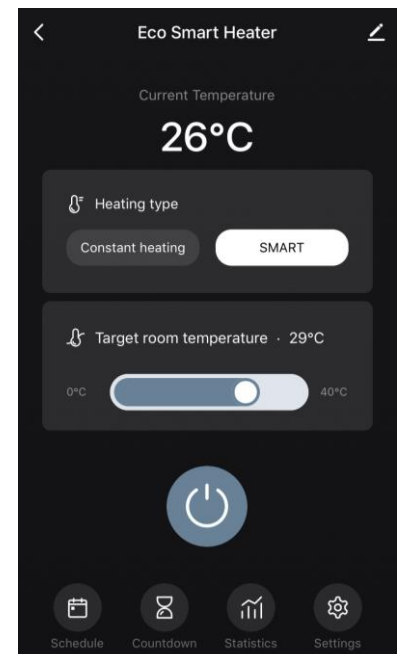 Eco Smart Heater
Current Temperature
26°C
Heating type
Constant heating
SMART
Target room temperature · 29°C
0°C
40°C
Schedule
Countdown
Statistics
Settings